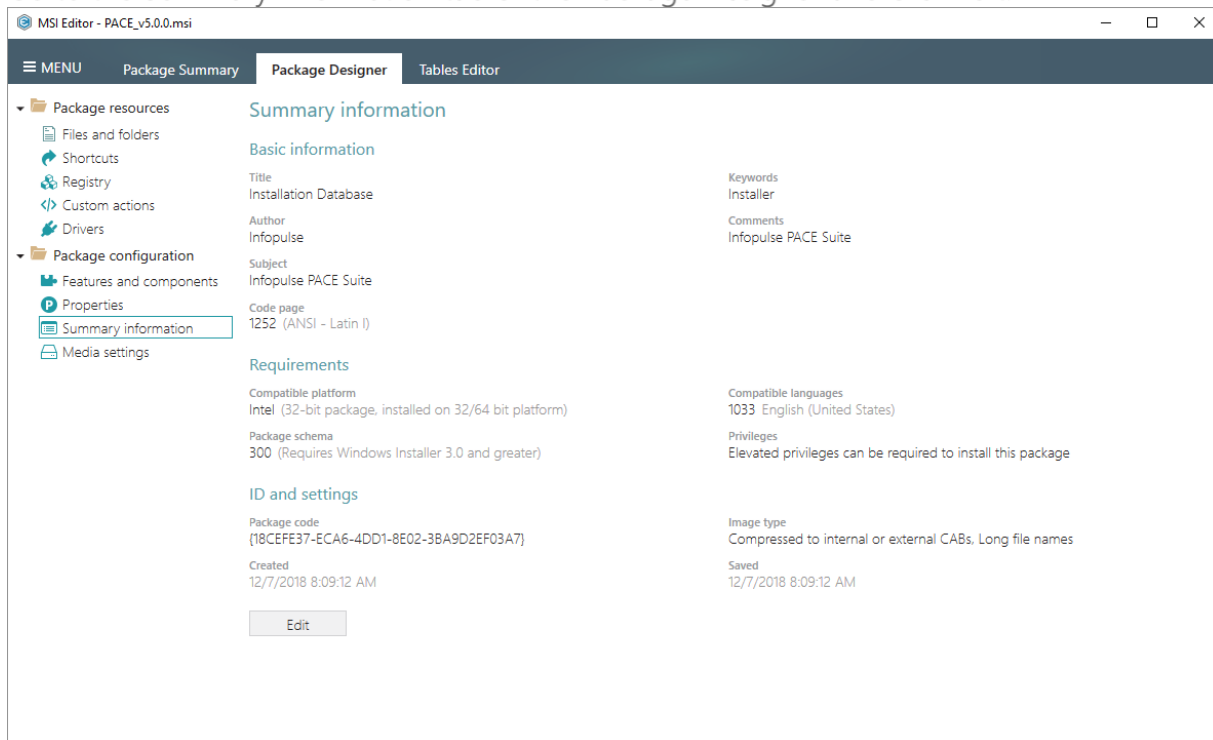 MSI Editor - PACE_v5.0.0.msi
MENU Package Summary Package Designer Tables Editor
Package resources
Files and folders
Shortcuts
Registry
Custom actions
Drivers
Package configuration
Features and components
Properties
Summary information
Media settings
Summary information
Basic information
Title
Installation Database
Keywords
Installer
Author
Infopulse
Comments
Infopulse PACE Suite
Subject
Infopulse PACE Suite
Code page
1252 (ANSI - Latin I)
Requirements
Compatible platform
Intel (32-bit package, installed on 32/64 bit platform)
Compatible languages
1033 English (United States)
Package schema
300 (Requires Windows Installer 3.0 and greater)
Privileges
Elevated privileges can be required to install this package
ID and settings
Package code
{18CEFE37-ECA6-4DD1-8E02-3BA9D2EF03A7}
Image type
Compressed to internal or external CABs, Long file names
Created
12/7/2018 8:09:12 AM
Saved
12/7/2018 8:09:12 AM
Edit